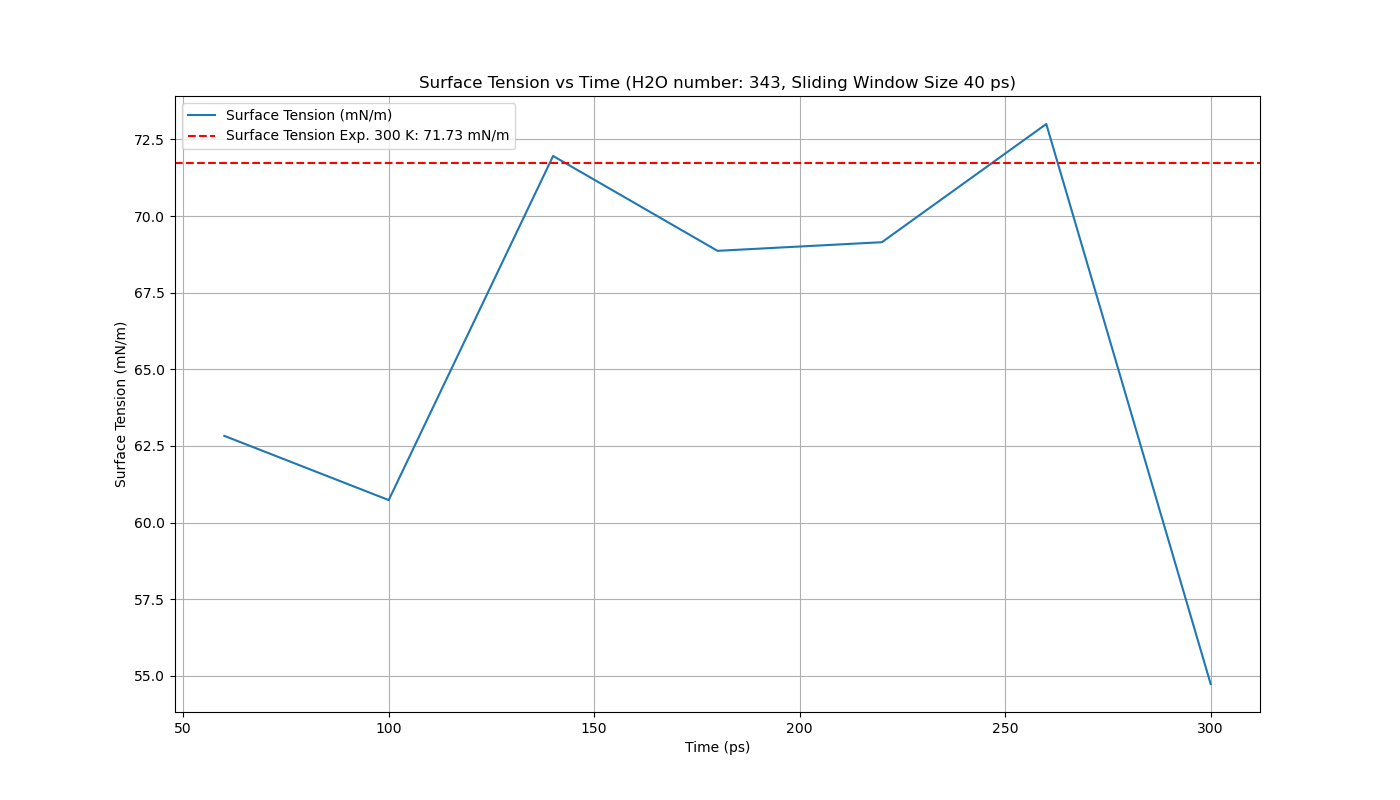 Surface Tension vs Time (H2O number: 343, Sliding Window Size 40 ps)
Surface Tension (mN/m)
Surface Tension Exp. 300 K: 71.73 mN/m
Surface Tension (mN/m)
72.5
70.0
67.5
65.0
62.5
60.0
57.5
55.0
50 100 150 200 250 300
Time (ps)